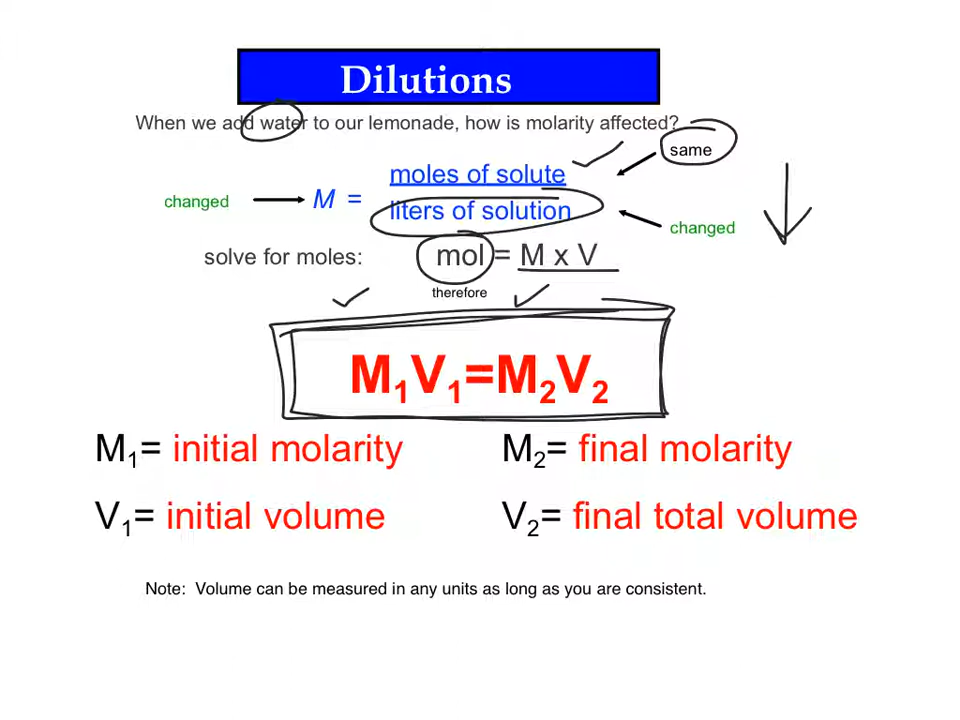 Dilutions
When we add water to our lemonade, how is molarity affected?
same
moles of solute
changed M =
liters of solution
changed
solve for moles: mol = M x V
therefore
M₁V₁=M₂V₂
M₁= initial molarity M₂= final molarity
V₁= initial volume V₂= final total volume
Note: Volume can be measured in any units as long as you are consistent.